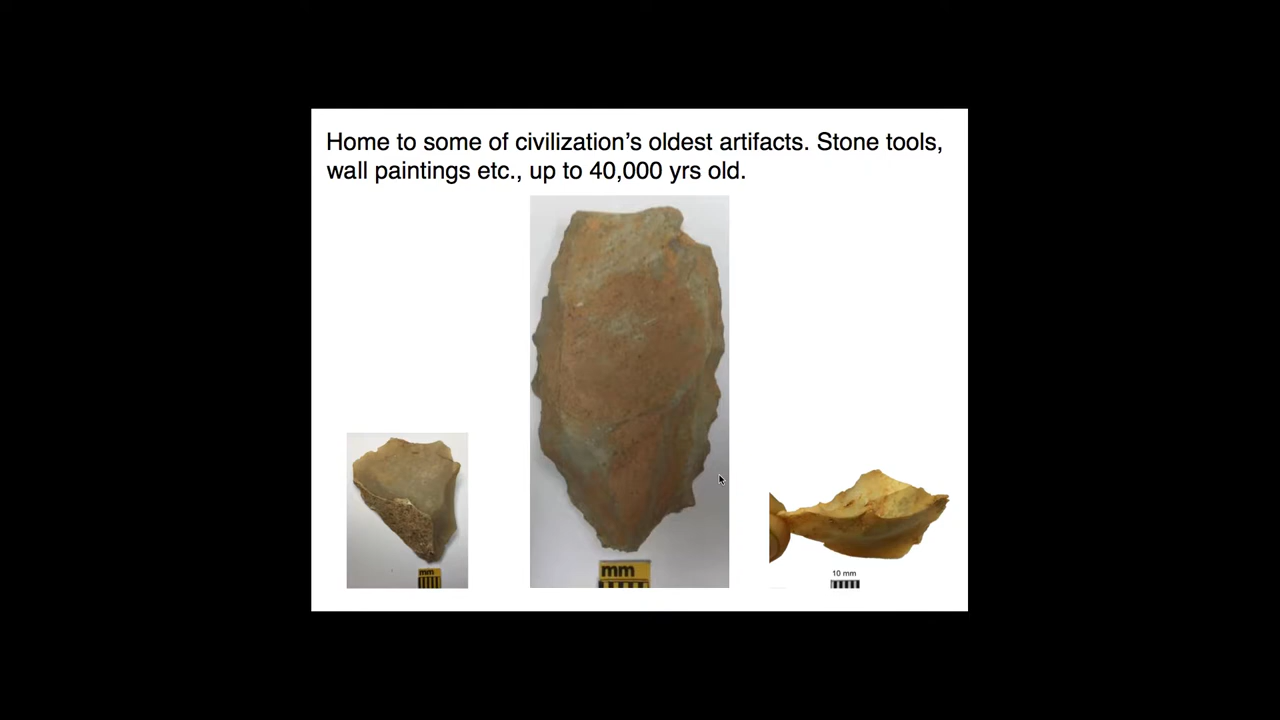 Home to some of civilization’s oldest artifacts. Stone tools,
wall paintings etc., up to 40,000 yrs old.
mm
mm
10 mm